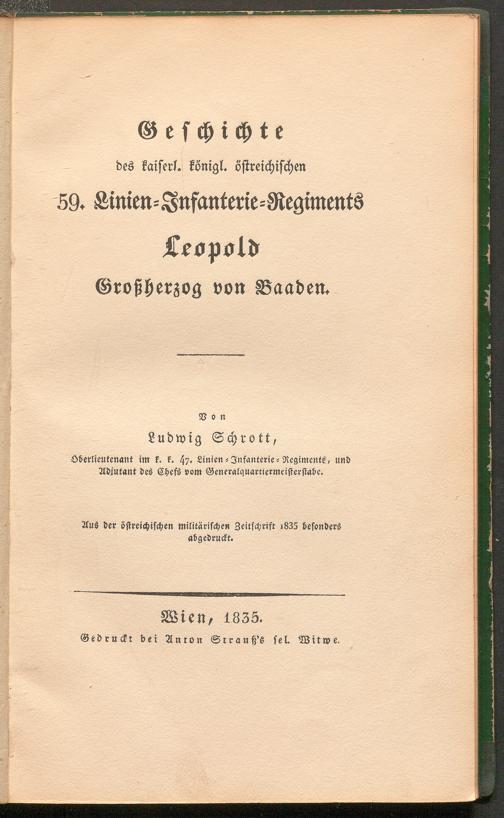 Geschichte
des kaiserl. königl. östreichischen
59. Linien-Infanterie-Regiments
Leopold
Großherzog von Baaden.
Von
Ludwig Schrott,
Oberlieutenant im k. k. 47. Linien-Infanterie-Regiments, und
Adjutant des Chefs vom Generalquartiermeisterstabe.
Aus der östreichischen militärischen Zeitschrift 1835 besonders
abgedruckt.
Wien, 1835.
Gedruckt bei Anton Strauß's sel. Witwe.